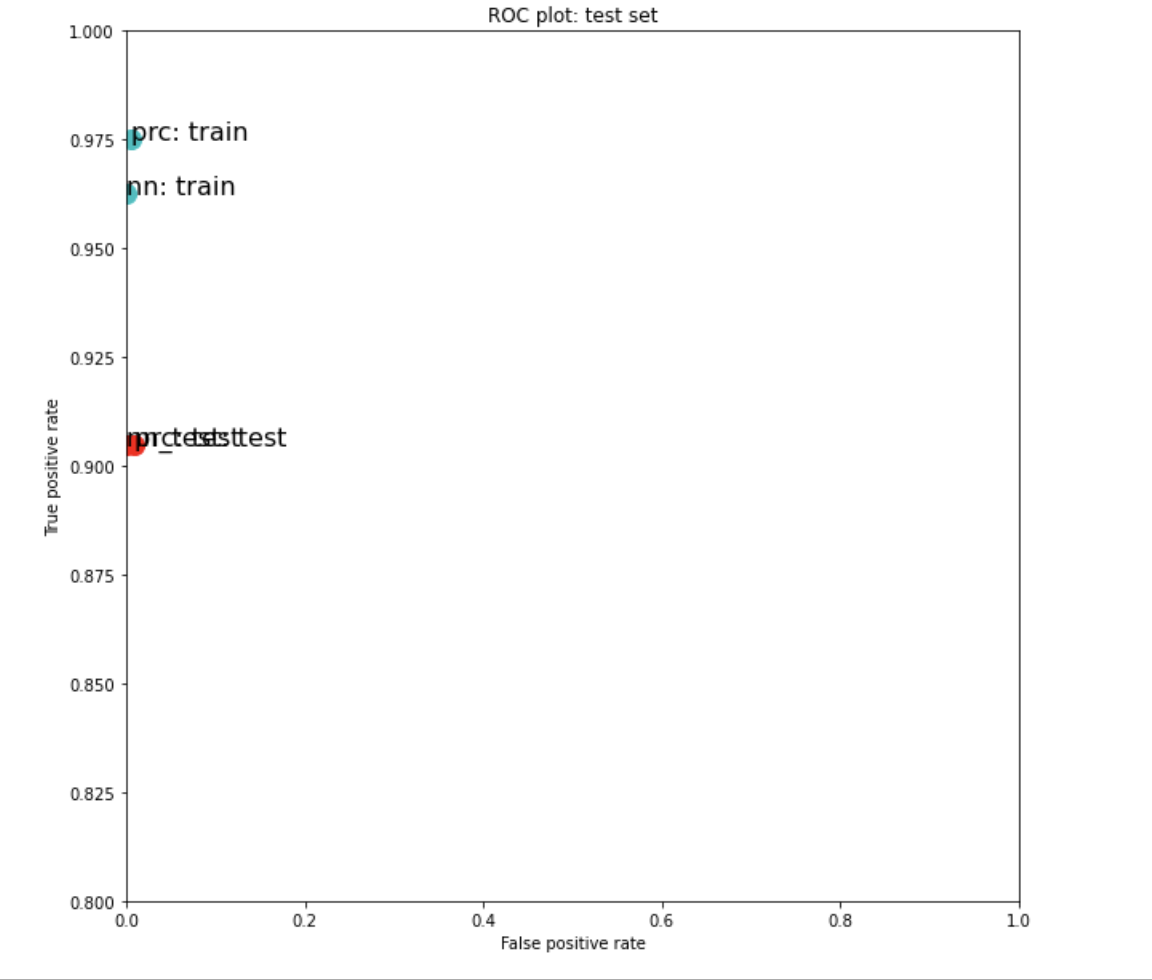 ROC plot: test set
1.000
prc: train
0.975
nn: train
0.950
0.925
0.900
True positive rate
0.875
0.850
0.825
0.800
0.0 0.2 0.4 0.6 0.8 1.0
False positive rate